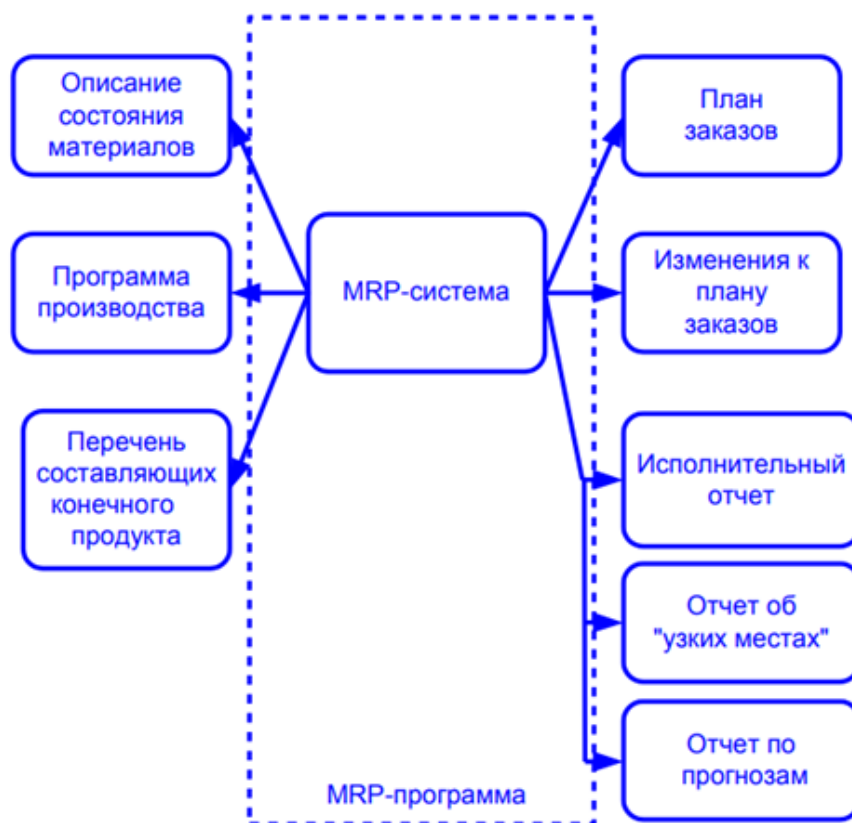 Описание
состояния
материалов
Программа
производства
Перечень
составляющих
конечного
продукта
MRP-система
MRP-программа
План
заказов
Изменения к
плану
заказов
Исполнительный
отчет
Отчет об
"узких местах"
Отчет по
прогнозам